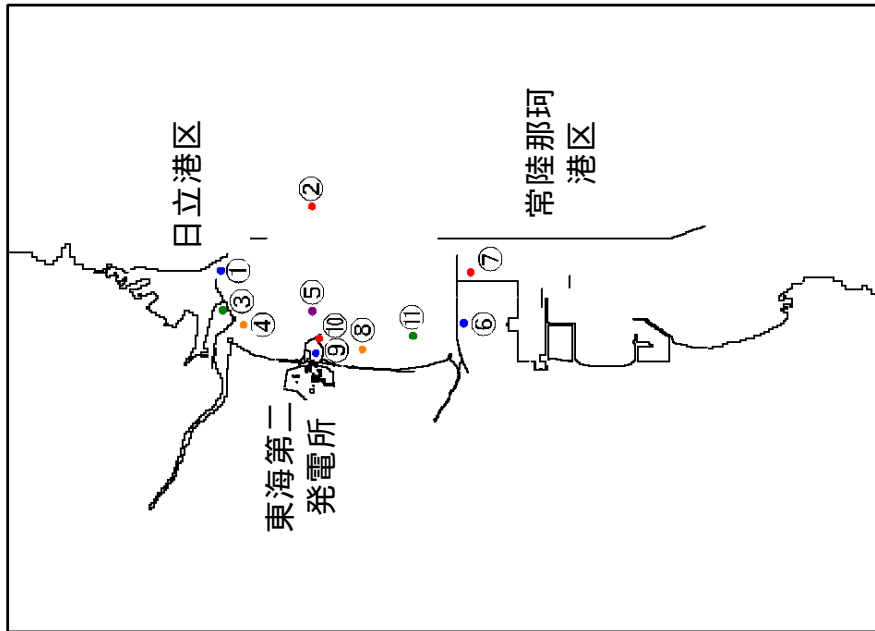 日立港区
常陸那珂
港区
②
①
③
④
⑤
⑩
⑨
⑧
⑪
⑦
⑥
東海第二
発電所